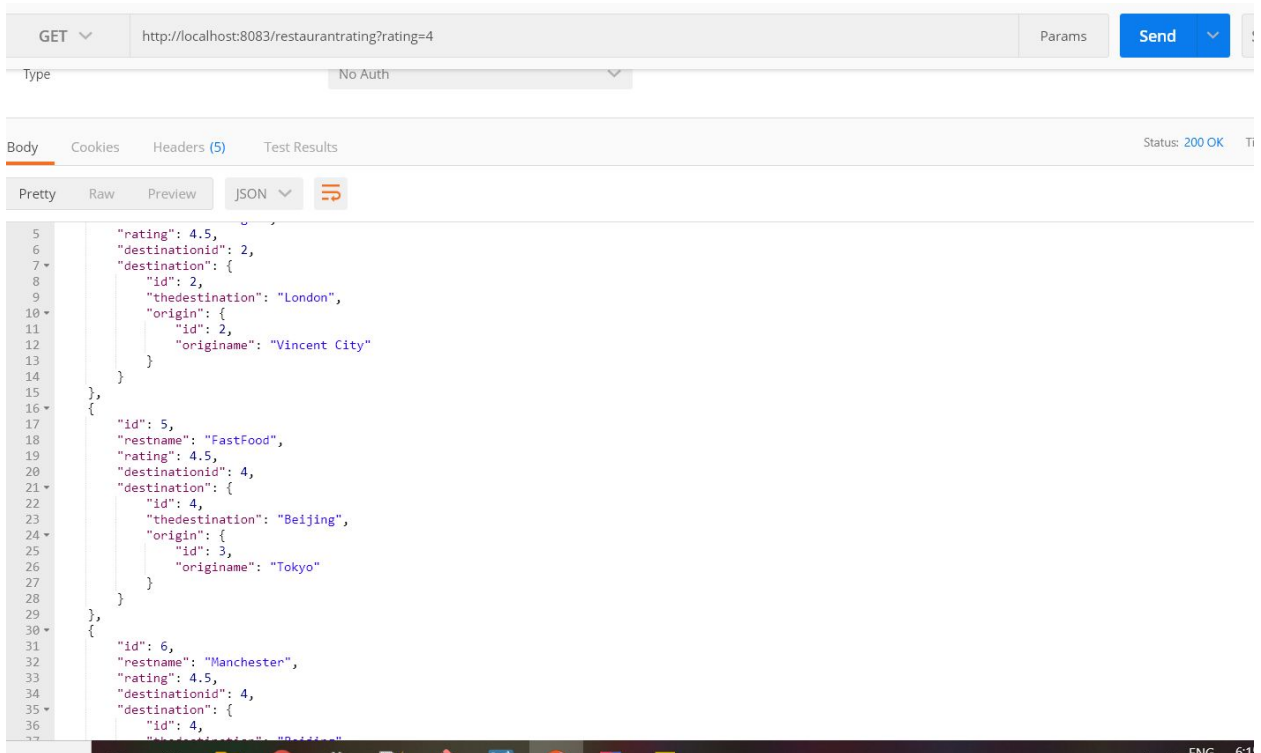 GET http://localhost:8083/restaurantrating?rating=4 Params Send
Type No Auth
Body Cookies Headers (5) Test Results Status: 200 OK
Pretty Raw Preview JSON
5 "rating": 4.5,
6 "destinationid": 2,
7 "destination": {
8 "id": 2,
9 "thedestination": "London",
10 "origin": {
11 "id": 2,
12 "originame": "Vincent City"
13 }
14 }
15 },
16 {
17 "id": 5,
18 "restname": "FastFood",
19 "rating": 4.5,
20 "destinationid": 4,
21 "destination": {
22 "id": 4,
23 "thedestination": "Beijing",
24 "origin": {
25 "id": 3,
26 "originame": "Tokyo"
27 }
28 }
29 },
30 {
31 "id": 6,
32 "restname": "Manchester",
33 "rating": 4.5,
34 "destinationid": 4,
35 "destination": {
36 "id": 4,
37 "thedestination": "Beijing"
ENG